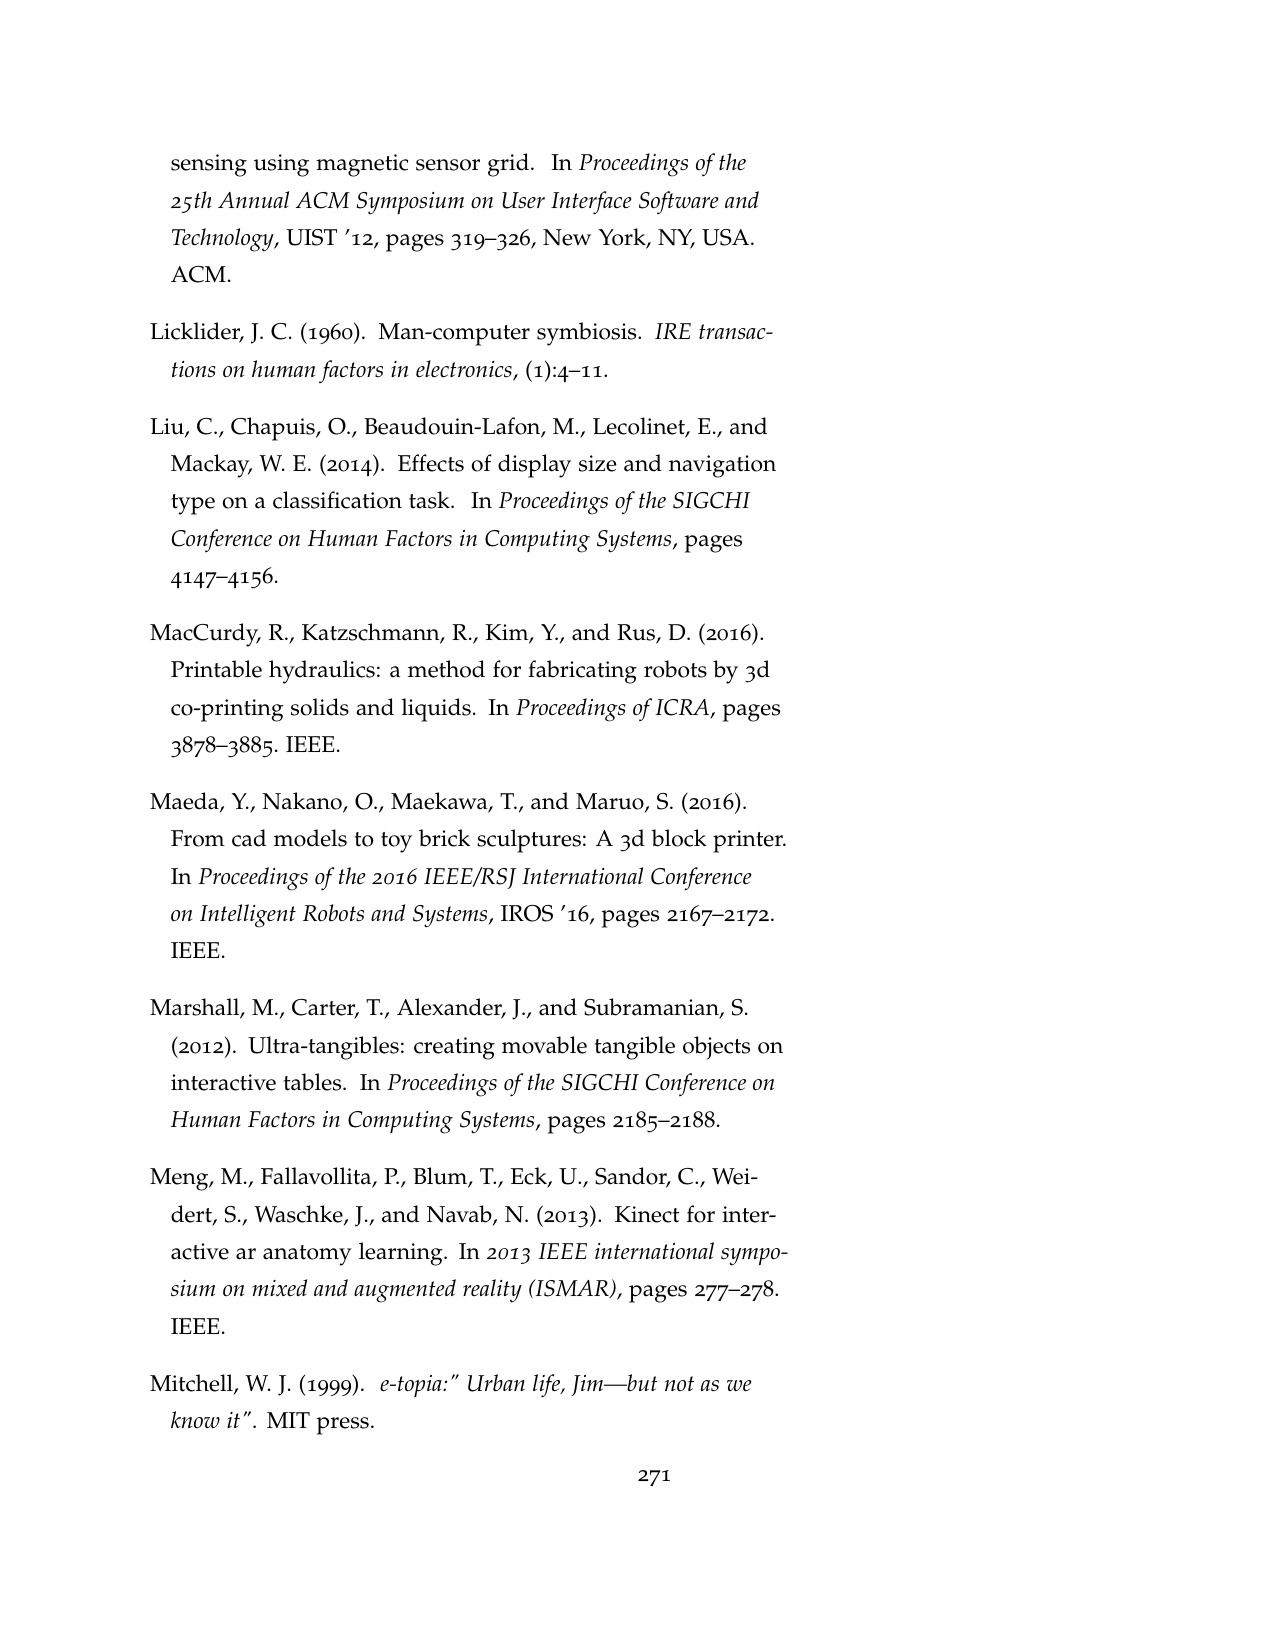 sensing using magnetic sensor grid. In Proceedings of the
25th Annual ACM Symposium on User Interface Software and
Technology, UIST ’12, pages 319–326, New York, NY, USA.
ACM.
Licklider, J. C. (1960). Man-computer symbiosis. IRE transac-
tions on human factors in electronics, (1):4–11.
Liu, C., Chapuis, O., Beaudouin-Lafon, M., Lecolinet, E., and
Mackay, W. E. (2014). Effects of display size and navigation
type on a classification task. In Proceedings of the SIGCHI
Conference on Human Factors in Computing Systems, pages
4147–4156.
MacCurdy, R., Katzschmann, R., Kim, Y., and Rus, D. (2016).
Printable hydraulics: a method for fabricating robots by 3d
co-printing solids and liquids. In Proceedings of ICRA, pages
3878–3885. IEEE.
Maeda, Y., Nakano, O., Maekawa, T., and Maruo, S. (2016).
From cad models to toy brick sculptures: A 3d block printer.
In Proceedings of the 2016 IEEE/RSJ International Conference
on Intelligent Robots and Systems, IROS ’16, pages 2167–2172.
IEEE.
Marshall, M., Carter, T., Alexander, J., and Subramanian, S.
(2012). Ultra-tangibles: creating movable tangible objects on
interactive tables. In Proceedings of the SIGCHI Conference on
Human Factors in Computing Systems, pages 2185–2188.
Meng, M., Fallavollita, P., Blum, T., Eck, U., Sandor, C., Wei-
dert, S., Waschke, J., and Navab, N. (2013). Kinect for inter-
active ar anatomy learning. In 2013 IEEE international sympo-
sium on mixed and augmented reality (ISMAR), pages 277–278.
IEEE.
Mitchell, W. J. (1999). e-topia:” Urban life, Jim—but not as we
know it”. MIT press.
271